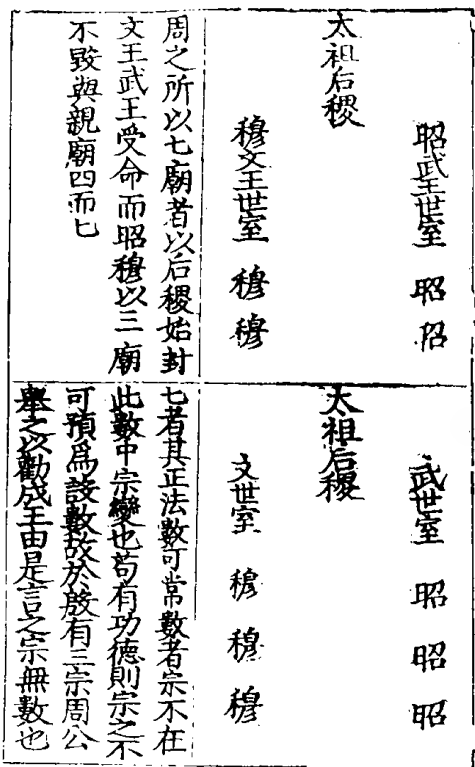 昭武王世室 昭 昭
太祖后稷
穆文王世室 穆 穆
周之所以七廟者以后稷始封
文王武王受命而昭穆以三廟
不毀與親廟四而七
武世室 昭 昭 昭
太祖后稷
文世室 穆 穆 穆
七者其正法數可常數者宗不在
此數中宗變也苟有功德則宗之不
可預爲設數故於殷有三宗周公
舉之以勸成王由是言之宗無數也